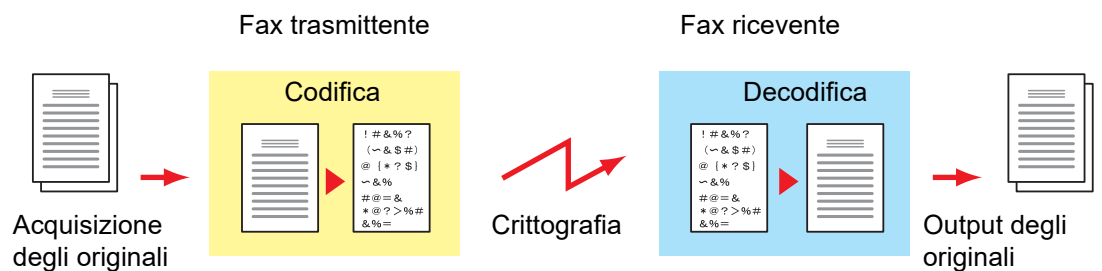 Fax trasmittente
Fax ricevente
Codifica
Decodifica
!#&%?
(~&$#)
@{*?$}
~&%
#@=&
*@?>%#
&%=
!#&%?
(~&$#)
@{*?$}
~&%
#@=&
*@?>%#
&%=
Acquisizione
degli originali
Crittografia
Output degli
originali